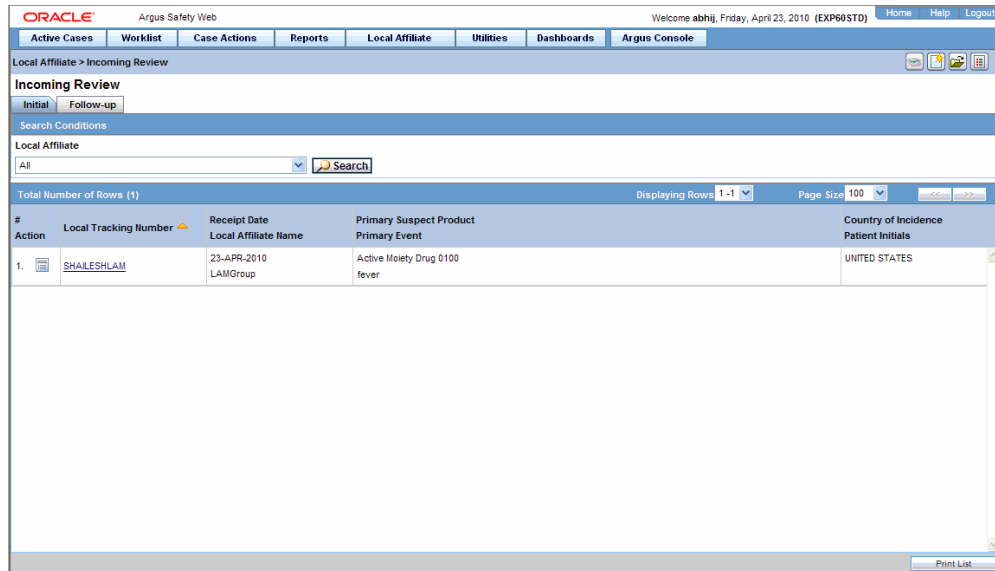 ORACLE Argus Safety Web Welcome abhij, Friday, April 23, 2010 (EXP60STD) Home Help Logout
Active Cases Worklist Case Actions Reports Local Affiliate Utilities Dashboards Argus Console
Local Affiliate > Incoming Review
Incoming Review
Initial Follow-up
Search Conditions
Local Affiliate
All Search
Total Number of Rows (1) Displaying Rows 1 -1 Page Size 100 << >>
# Local Tracking Number Receipt Date Primary Suspect Product Country of Incidence
Action Local Affiliate Name Primary Event Patient Initials
1. SHAILESHLAM 23-APR-2010 Active Moiety Drug 0100 UNITED STATES
LAMGroup fever
Print List